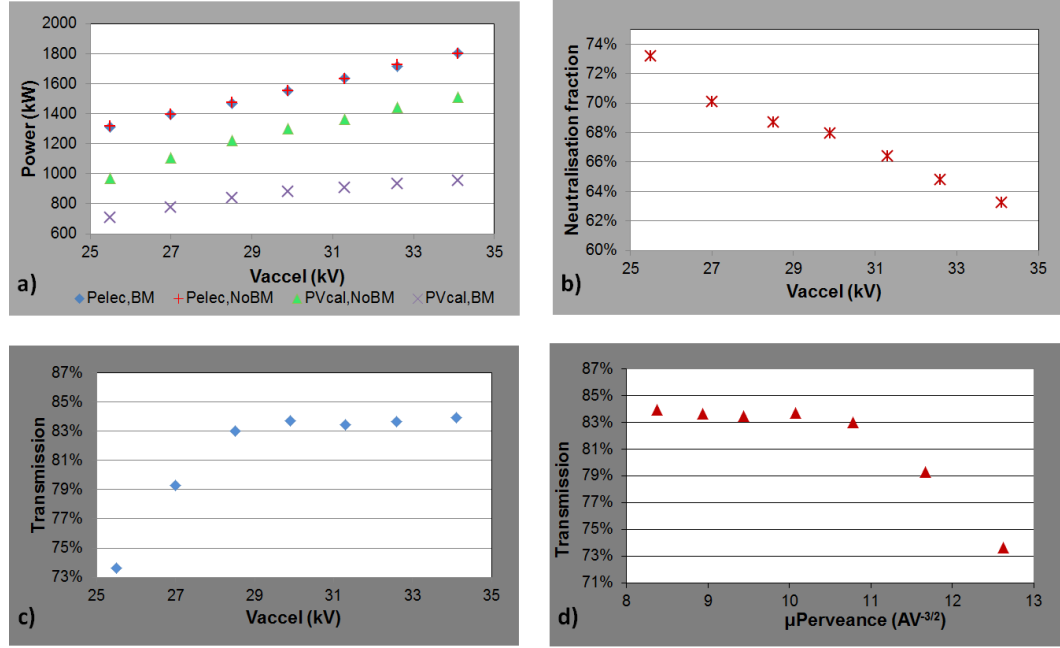 2000
1800
1600
1400
1200
1000
800
600
Power (kW)
25 27 29 31 33 35
Vaccel (kV)
a)
Pelec,BM Pelec,NoBM PVcal,NoBM PVcal,BM
74%
72%
70%
68%
66%
64%
62%
60%
Neutralisation fraction
25 27 29 31 33 35
Vaccel (kV)
b)
87%
85%
83%
81%
79%
77%
75%
73%
Transmission
25 27 29 31 33 35
Vaccel (kV)
c)
87%
85%
83%
81%
79%
77%
75%
73%
71%
Transmission
8 9 10 11 12 13
µPerveance (AV-3/2)
d)